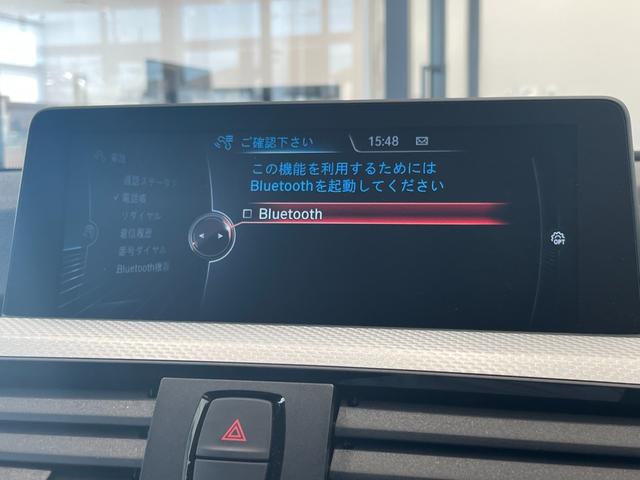 ご確認下さい
15:48
この機能を利用するためには
Bluetoothを起動してください
Bluetooth
電話
通話ステータス
電話帳
リダイヤル
着信履歴
番号ダイヤル
Bluetooth機器
OPT